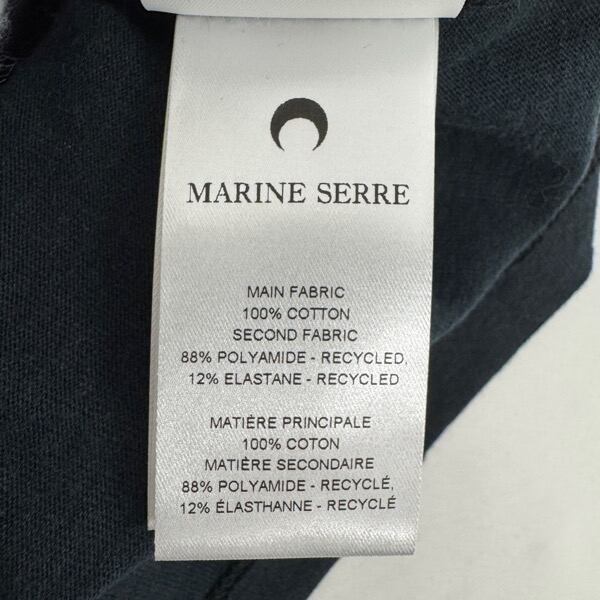 MARINE SERRE
MAIN FABRIC
100% COTTON
SECOND FABRIC
88% POLYAMIDE - RECYCLED,
12% ELASTANE - RECYCLED
MATIÈRE PRINCIPALE
100% COTON
MATIÈRE SECONDAIRE
88% POLYAMIDE - RECYCLÉ,
12% ÉLASTHANNE - RECYCLÉ